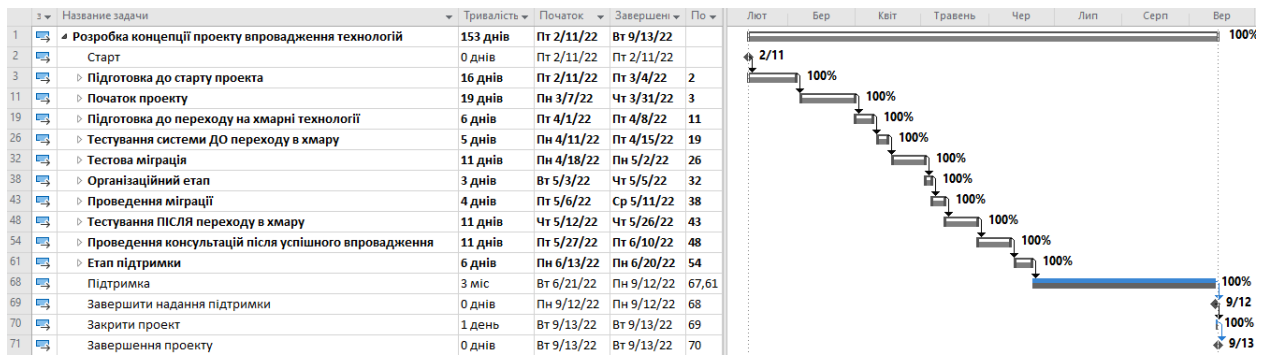 з Назва задачі Тривалість Початок Завершені По Лют Бер Квіт Травень Чер Лип Серп Вер
1 Розробка концепції проекту впровадження технологій 153 днів Пт 2/11/22 Вт 9/13/22 100%
2 Старт 0 днів Пт 2/11/22 Пт 2/11/22 2/11
3 Підготовка до старту проекта 16 днів Пт 2/11/22 Пт 3/4/22 2 100%
11 Початок проекту 19 днів Пн 3/7/22 Чт 3/31/22 3 100%
19 Підготовка до переходу на хмарні технології 6 днів Пт 4/1/22 Пт 4/8/22 11 100%
26 Тестування системи ДО переходу в хмару 5 днів Пн 4/11/22 Пт 4/15/22 19 100%
32 Тестова міграція 11 днів Пн 4/18/22 Пн 5/2/22 26 100%
38 Організаційний етап 3 днів Вт 5/3/22 Чт 5/5/22 32 100%
43 Проведення міграції 4 днів Пт 5/6/22 Ср 5/11/22 38 100%
48 Тестування ПІСЛЯ переходу в хмару 11 днів Чт 5/12/22 Чт 5/26/22 43 100%
54 Проведення консультацій після успішного впровадження 11 днів Пт 5/27/22 Пт 6/10/22 48 100%
61 Етап підтримки 6 днів Пн 6/13/22 Пн 6/20/22 54 100%
68 Підтримка 3 міс Вт 6/21/22 Пн 9/12/22 67,61 100%
69 Завершити надання підтримки 0 днів Пн 9/12/22 Пн 9/12/22 68 9/12
70 Закрити проект 1 день Вт 9/13/22 Вт 9/13/22 69 100%
71 Завершення проекту 0 днів Вт 9/13/22 Вт 9/13/22 70 9/13